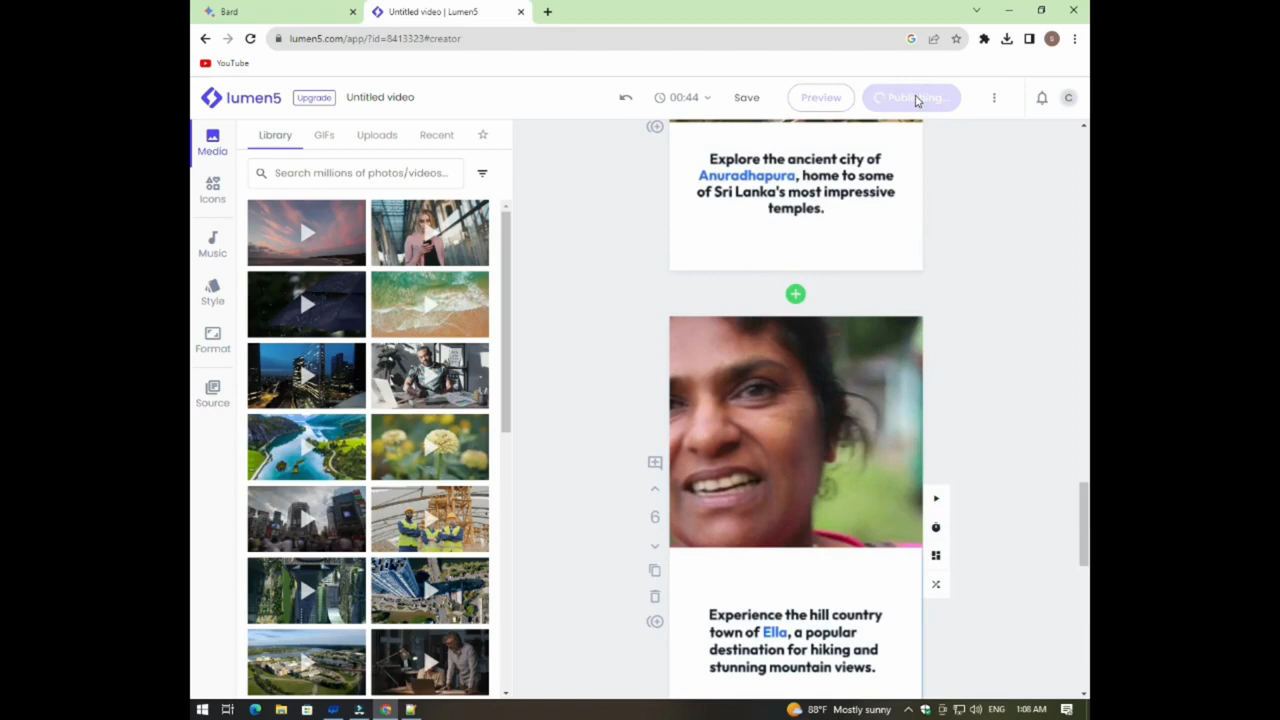 Bard
Untitled video | Lumen5
lumen5.com/app/?id=8413323#creator
YouTube
lumen5
Upgrade
Untitled video
00:44
Save
Preview
Publishing...
C
Media
Icons
Music
Style
Format
Source
Library
GIFs
Uploads
Recent
Search millions of photos/videos...
Explore the ancient city of
Anuradhapura, home to some
of Sri Lanka's most impressive
temples.
6
Experience the hill country
town of Ella, a popular
destination for hiking and
stunning mountain views.
88°F Mostly sunny
ENG
1:08 AM